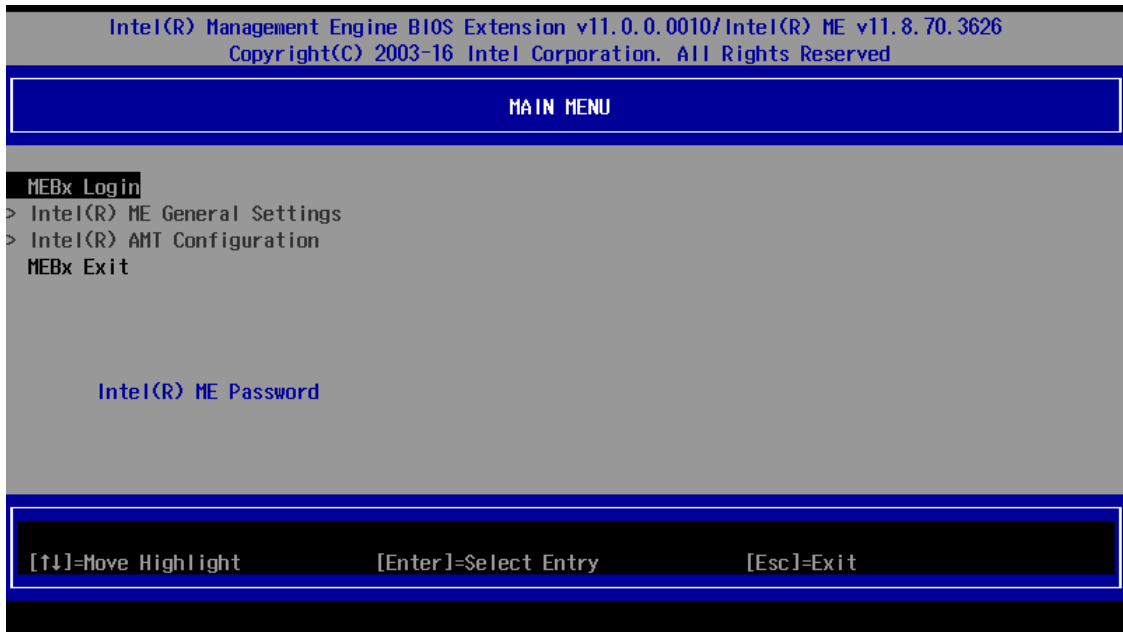 Intel(R) Management Engine BIOS Extension v11.0.0.0010/Intel(R) ME v11.8.70.3626
Copyright(C) 2003-16 Intel Corporation. All Rights Reserved
MAIN MENU
MEBx Login
> Intel(R) ME General Settings
> Intel(R) AMT Configuration
MEBx Exit
Intel(R) ME Password
[↑↓]=Move Highlight [Enter]=Select Entry [Esc]=Exit